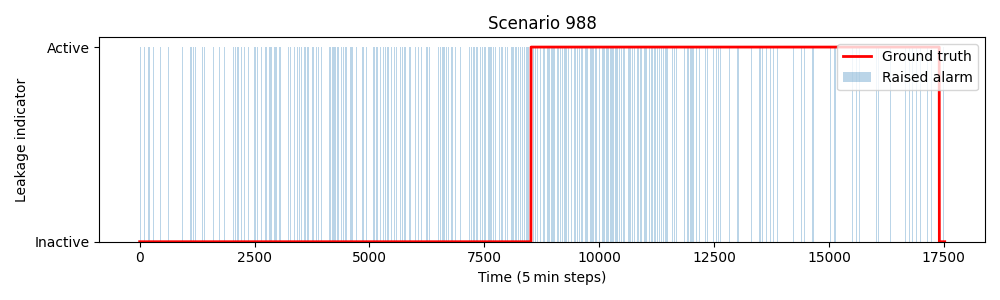 Scenario 988
Active
Inactive
Leakage indicator
Ground truth
Raised alarm
0 2500 5000 7500 10000 12500 15000 17500
Time (5 min steps)